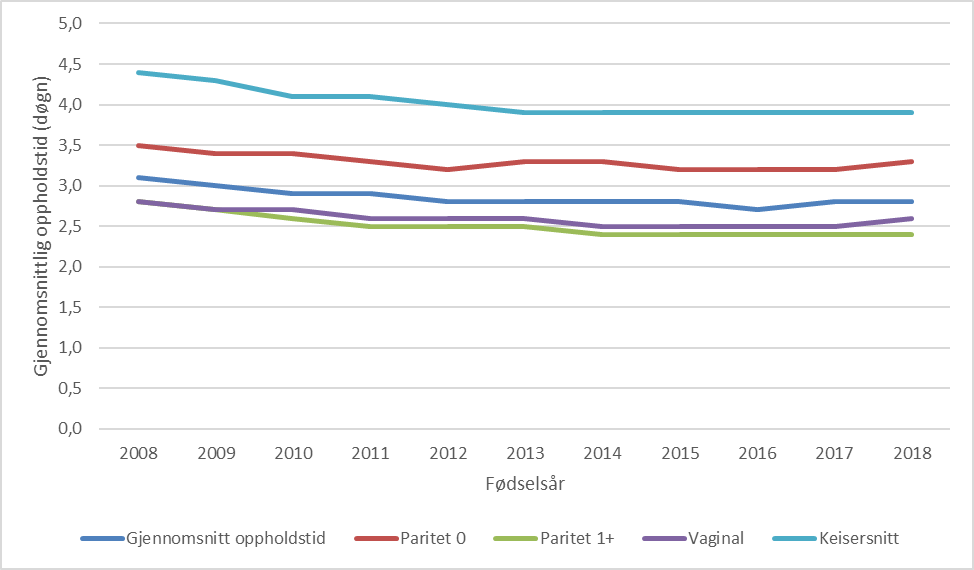 Gjennomsnittlig oppholdstid (døgn)
5,0
4,5
4,0
3,5
3,0
2,5
2,0
1,5
1,0
0,5
0,0
2008 2009 2010 2011 2012 2013 2014 2015 2016 2017 2018
Fødselsår
Gjennomsnitt oppholdstid Paritet 0 Paritet 1+ Vaginal Keisersnitt